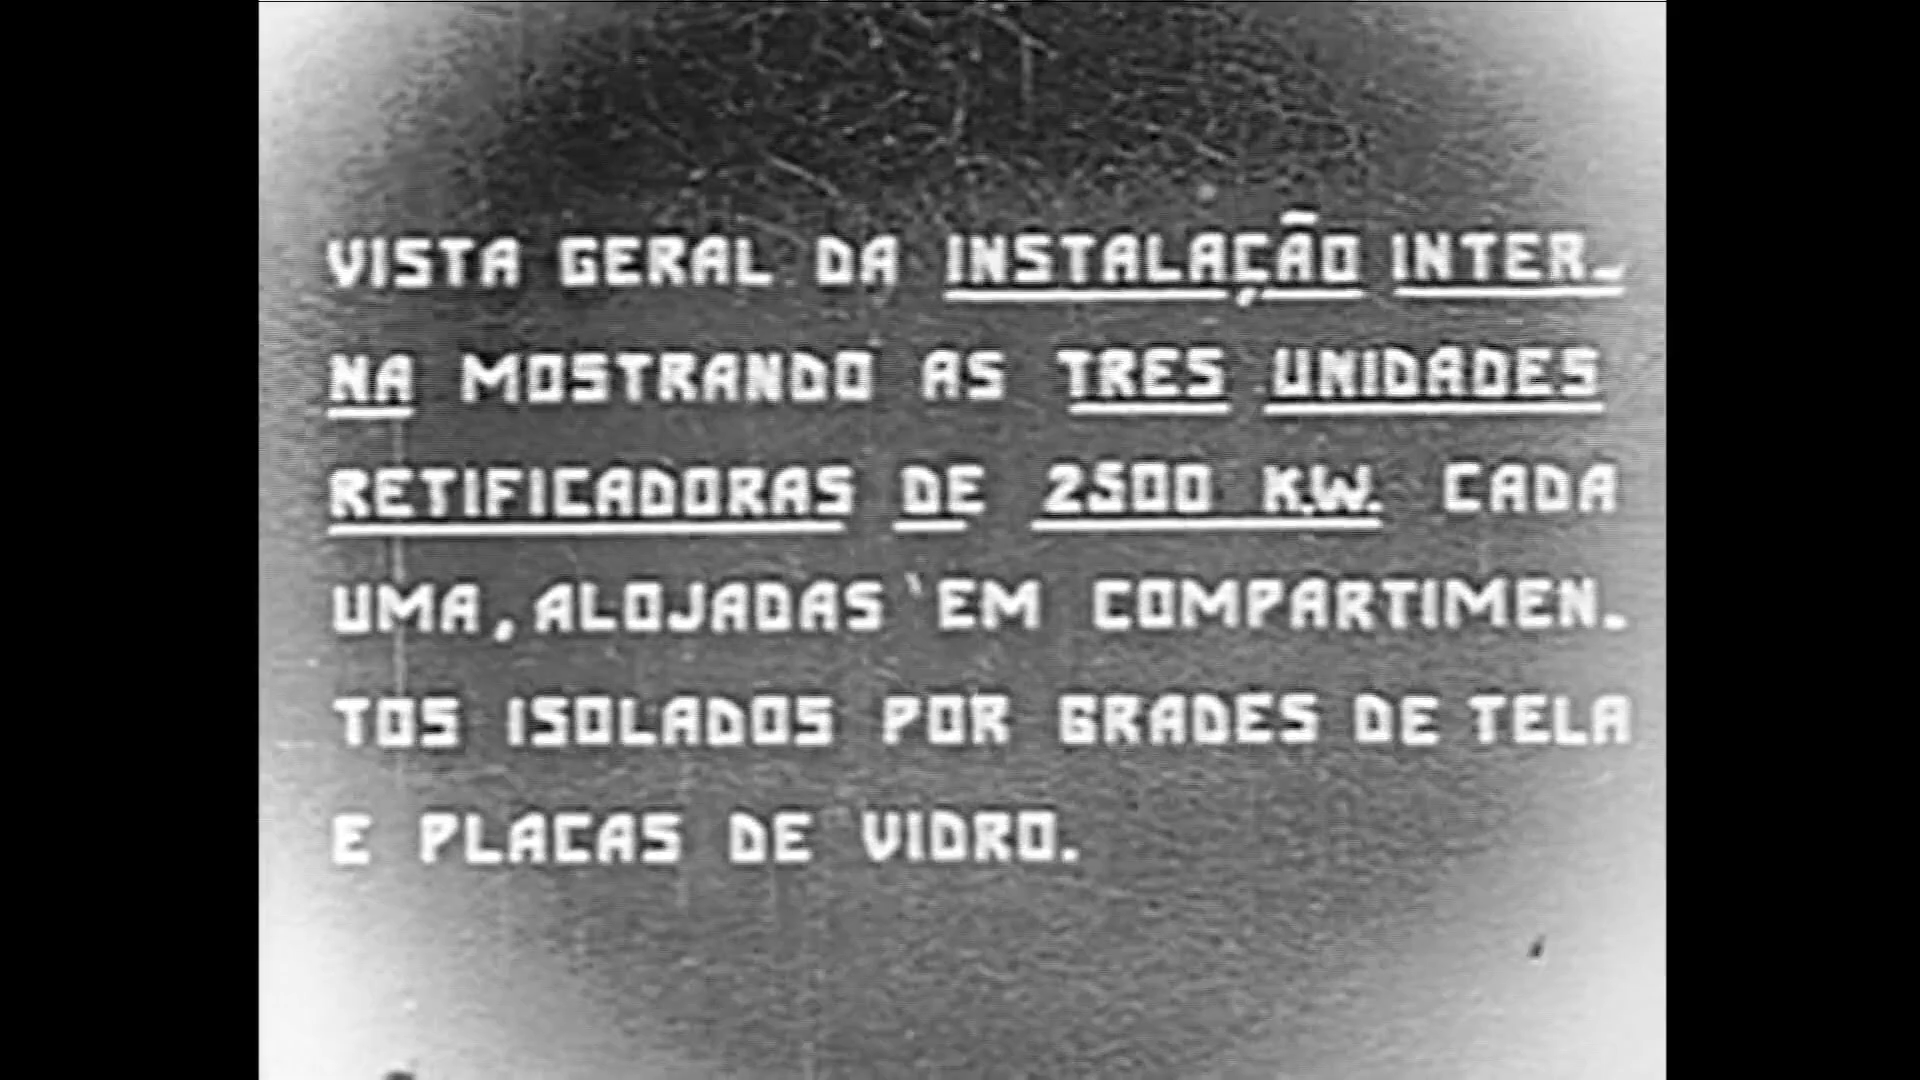 VISTA GERAL DA INSTALAÇÃO INTER-
NA MOSTRANDO AS TRES UNIDADES
RETIFICADORAS DE 2500 K.W. CADA
UMA, ALOJADAS EM COMPARTIMEN-
TOS ISOLADOS POR GRADES DE TELA
E PLACAS DE VIDRO.